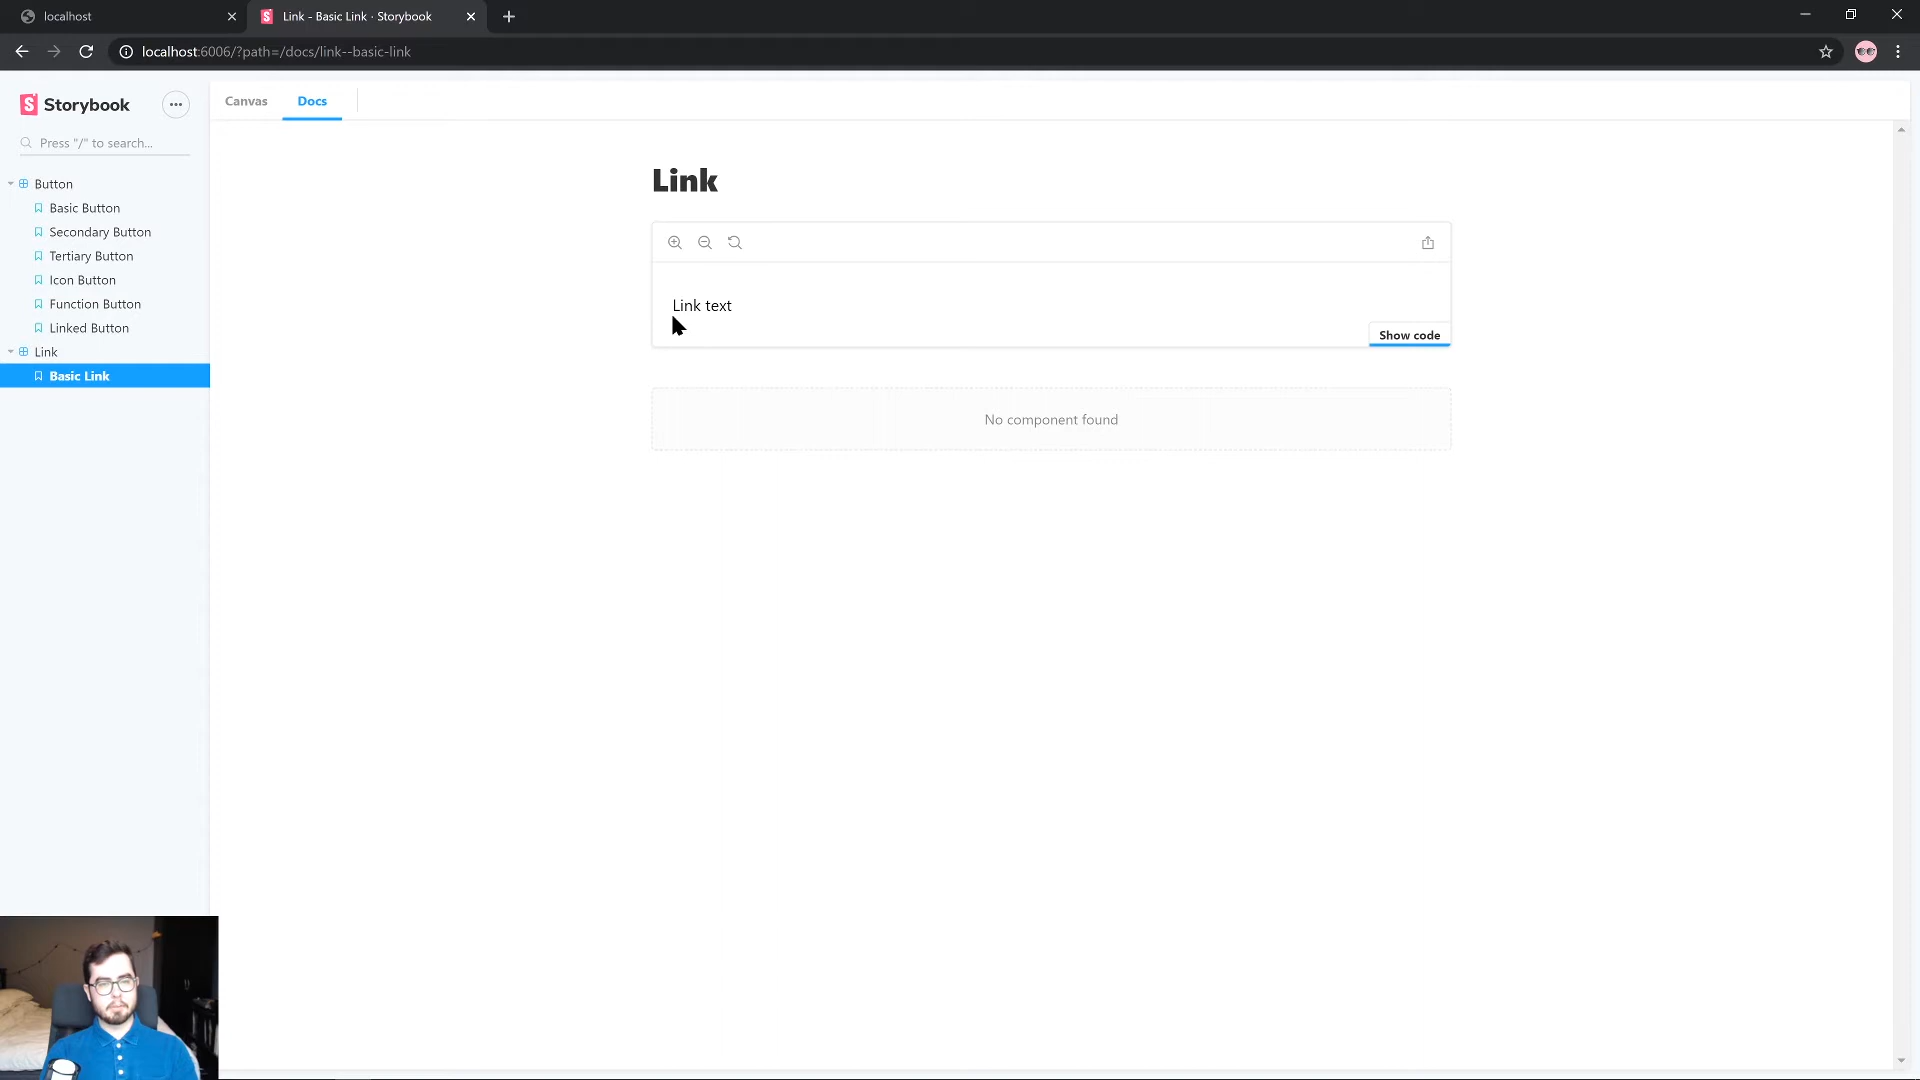 localhost
Link - Basic Link · Storybook
localhost:6006/?path=/docs/link--basic-link
Storybook
Press "/" to search...
Button
Basic Button
Secondary Button
Tertiary Button
Icon Button
Function Button
Linked Button
Link
Basic Link
Canvas
Docs
Link
Link text
Show code
No component found